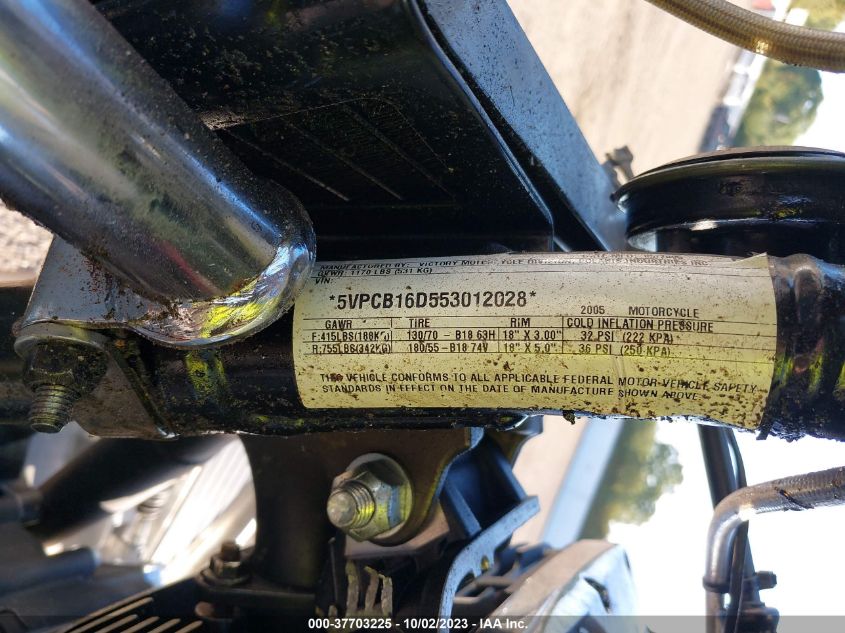 MANUFACTURED BY: VICTORY MOTORCYCLE DIVISION INDUSTRIES INC
GVWR: 1170 LBS (531 KG)
VIN:
*5VPCB16D553012028*
2005 MOTORCYCLE
GAWR TIRE RIM COLD INFLATION PRESSURE
F:415LBS(188KG) 130/70 - B18 63H 18" X 3.00" 32 PSI (222 KPA)
R:755LBS(342KG) 180/55 - B18 74V 18" X 5.0" 36 PSI (250 KPA)
THIS VEHICLE CONFORMS TO ALL APPLICABLE FEDERAL MOTOR VEHICLE SAFETY
STANDARDS IN EFFECT ON THE DATE OF MANUFACTURE SHOWN ABOVE
000-37703225 - 10/02/2023 - IAA Inc.